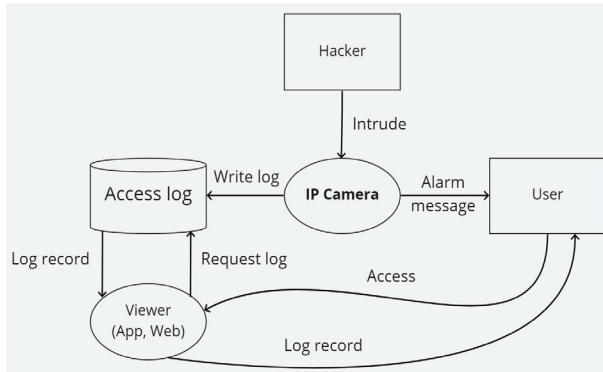 Hacker
Intrude
Write log
Access log
IP Camera
Alarm
message
User
Log record
Request log
Access
Viewer
(App, Web)
Log record